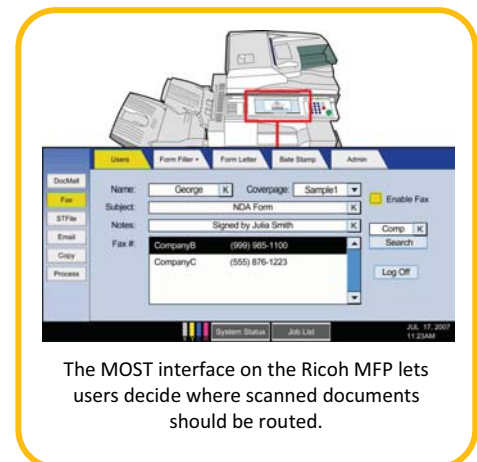 Users Form Filler + Form Letter Bate Stamp Admin
DocMail
Fax
STFile
Email
Copy
Process
Name: George K Coverpage: Sample1
Enable Fax
Subject: NDA Form K
Notes: Signed by Julia Smith K
Comp K
Search
Fax #: CompanyB (999) 985-1100
CompanyC (555) 876-1223
Log Off
System Status Job List
JUL 17, 2007
11:23AM
The MOST interface on the Ricoh MFP lets
users decide where scanned documents
should be routed.